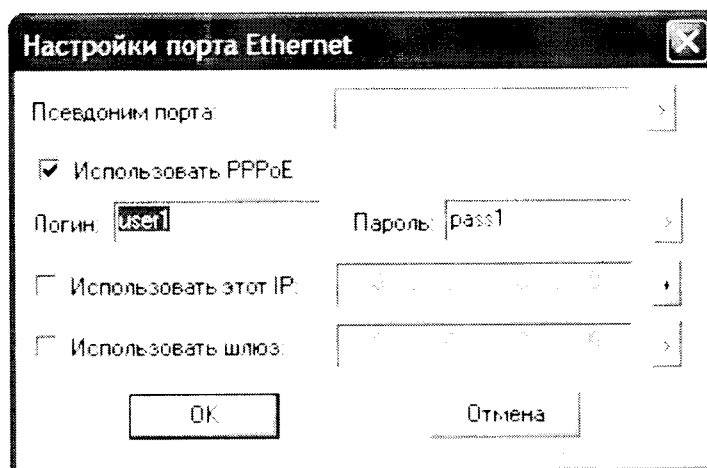 Настройки порта Ethernet
Псевдоним порта:
Использовать PPPoE
Логин: user1 Пароль: pass1
Использовать этот IP:
Использовать шлюз:
OK Отмена